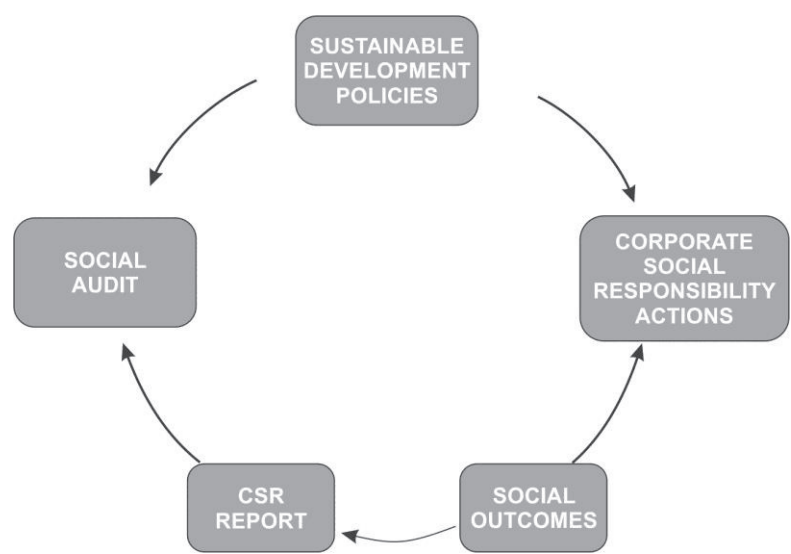 SUSTAINABLE
DEVELOPMENT
POLICIES
SOCIAL
AUDIT
CORPORATE
SOCIAL
RESPONSIBILITY
ACTIONS
CSR
REPORT
SOCIAL
OUTCOMES